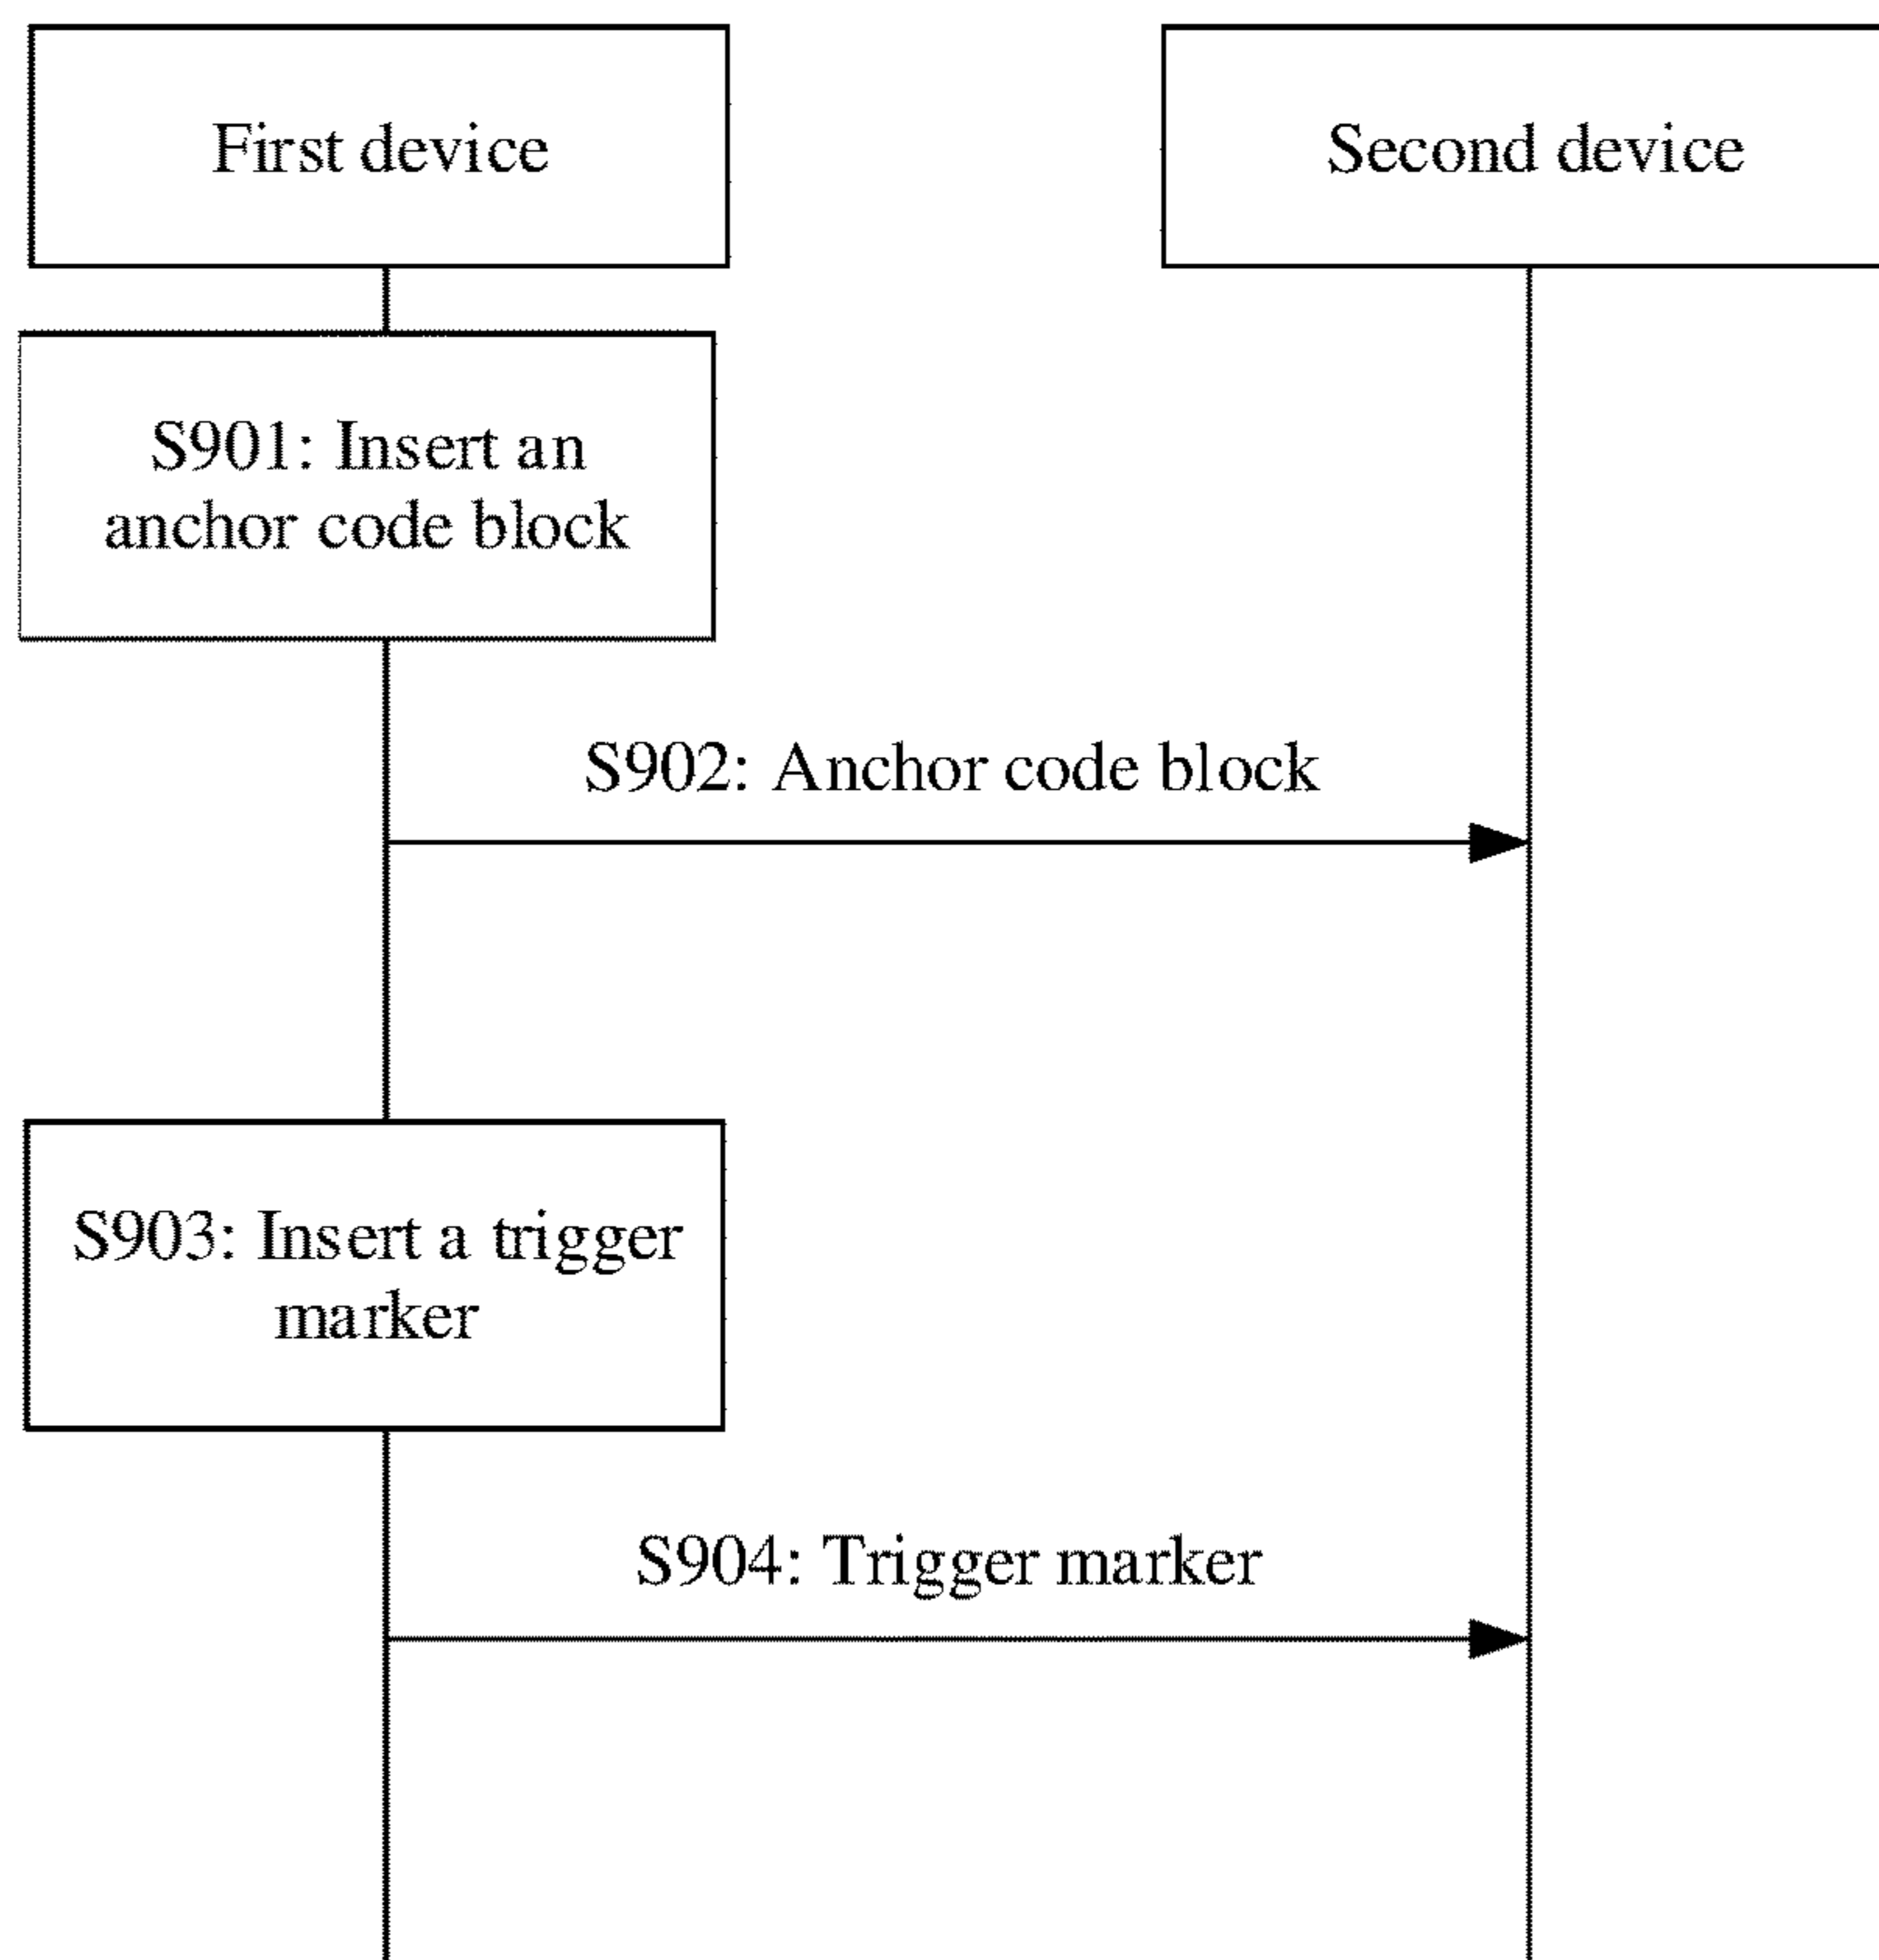 First device
Second device
S901: Insert an
anchor code block
S902: Anchor code block
S903: Insert a trigger
marker
S904: Trigger marker